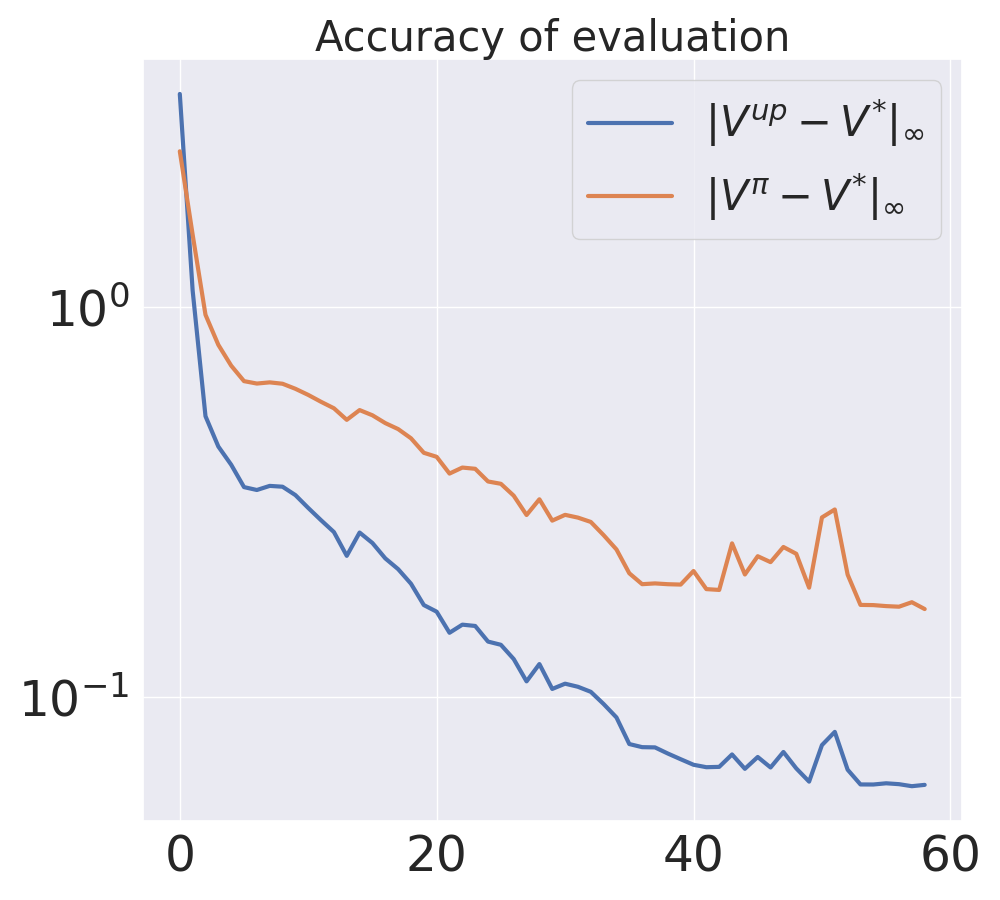 Accuracy of evaluation
|V^{up} − V^*|_∞
|V^π − V^*|_∞
10^0
10^{−1}
0 20 40 60